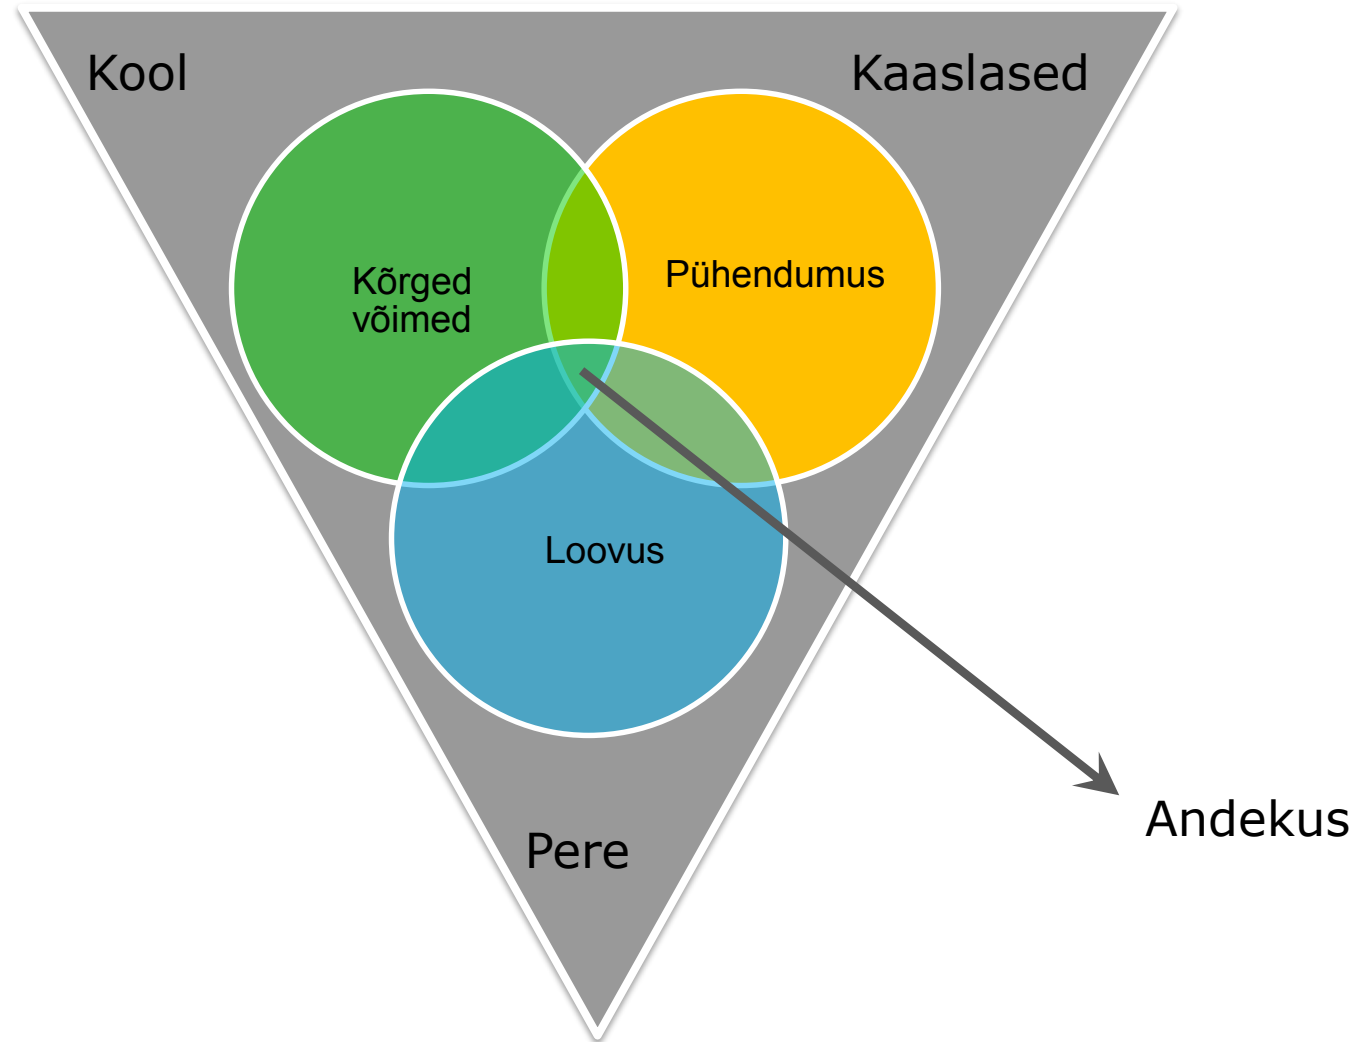 Kool
Kaaslased
Kõrged
võimed
Pühendumus
Loovus
Andekus
Pere